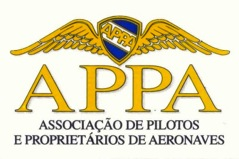 APPA
APPA
ASSOCIAÇÃO DE PILOTOS
E PROPRIETÁRIOS DE AERONAVES